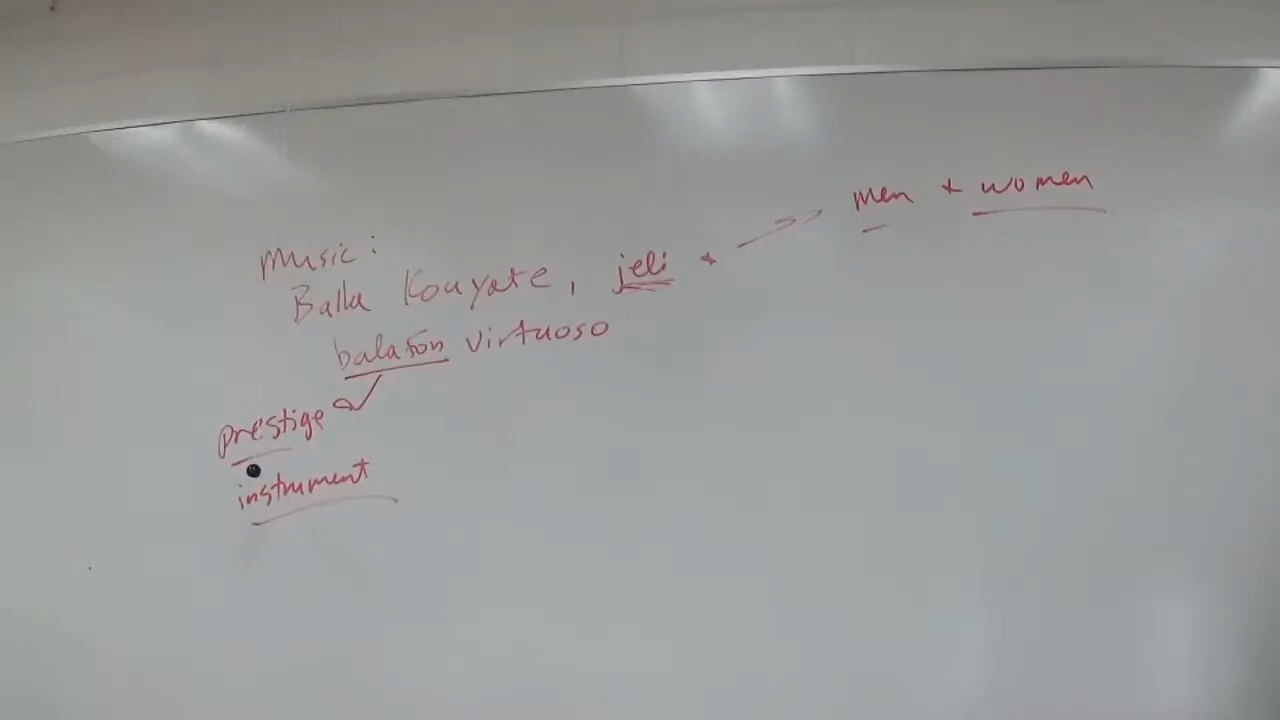 Music:
Balla Kouyate, jeli + → men + women
balafon virtuoso
prestige
instrument